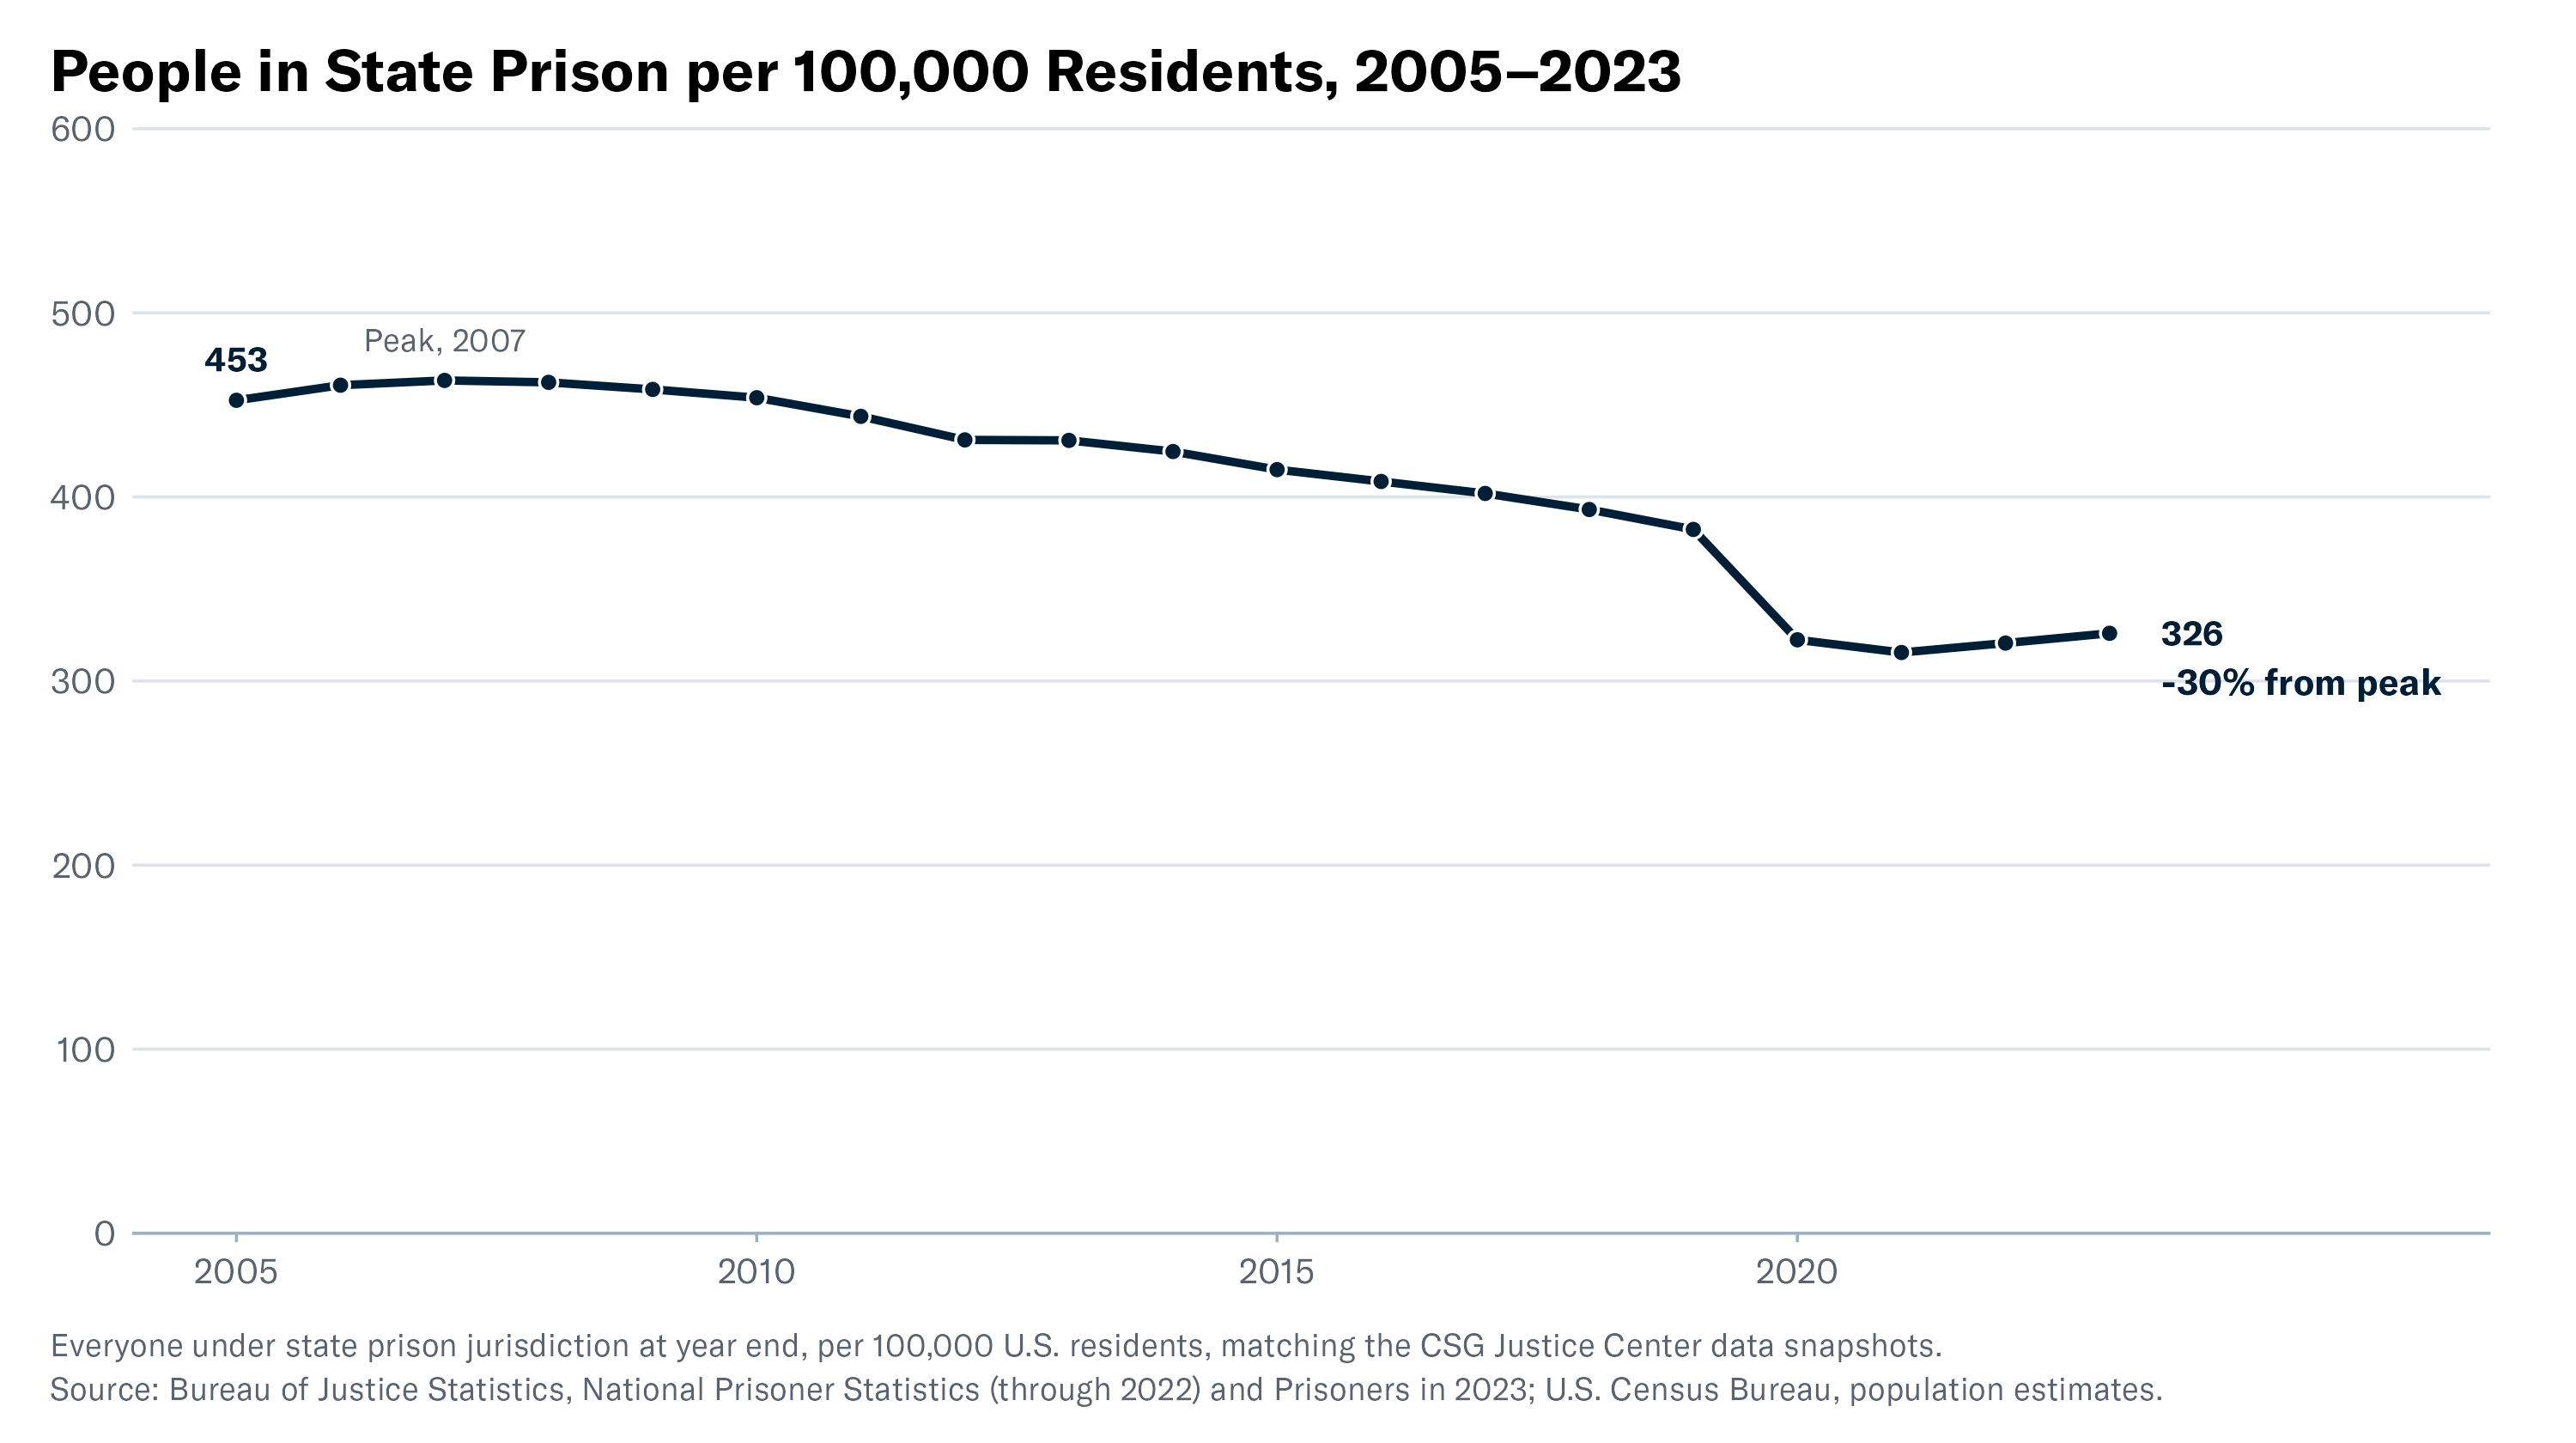 People in State Prison per 100,000 Residents, 2005–2023
600
500
Peak, 2007
453
400
326
300
-30% from peak
200
100
0
2005 2010 2015 2020
Everyone under state prison jurisdiction at year end, per 100,000 U.S. residents, matching the CSG Justice Center data snapshots.
Source: Bureau of Justice Statistics, National Prisoner Statistics (through 2022) and Prisoners in 2023; U.S. Census Bureau, population estimates.